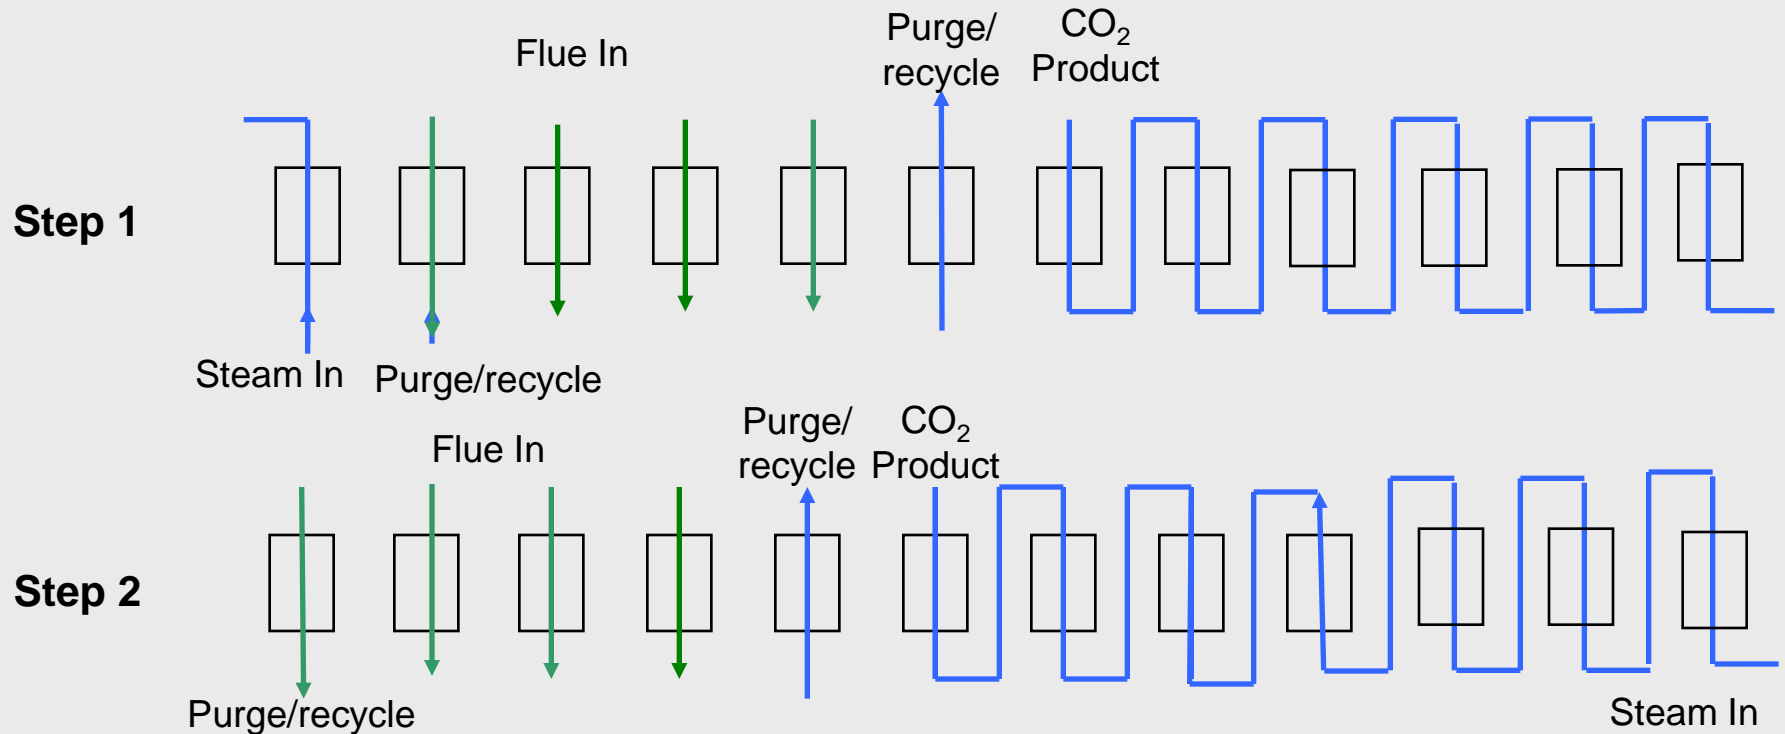 Flue In
Purge/
recycle
CO₂
Product
Step 1
Steam In
Purge/recycle
Flue In
Purge/
recycle
CO₂
Product
Step 2
Purge/recycle
Steam In